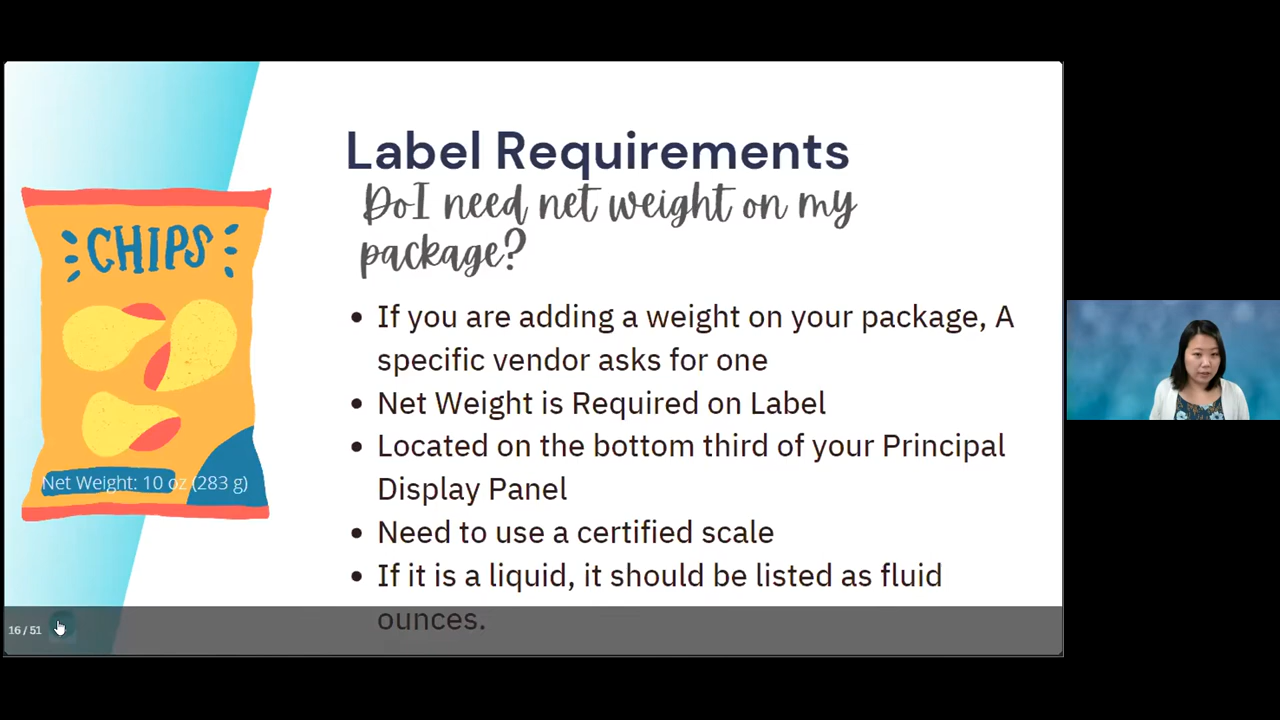 Label Requirements
DoI need net weight on my
package?
CHIPS
Net Weight: 10 oz (283 g)
• If you are adding a weight on your package, A
specific vendor asks for one
• Net Weight is Required on Label
• Located on the bottom third of your Principal
Display Panel
• Need to use a certified scale
• If it is a liquid, it should be listed as fluid
ounces.
16 / 51